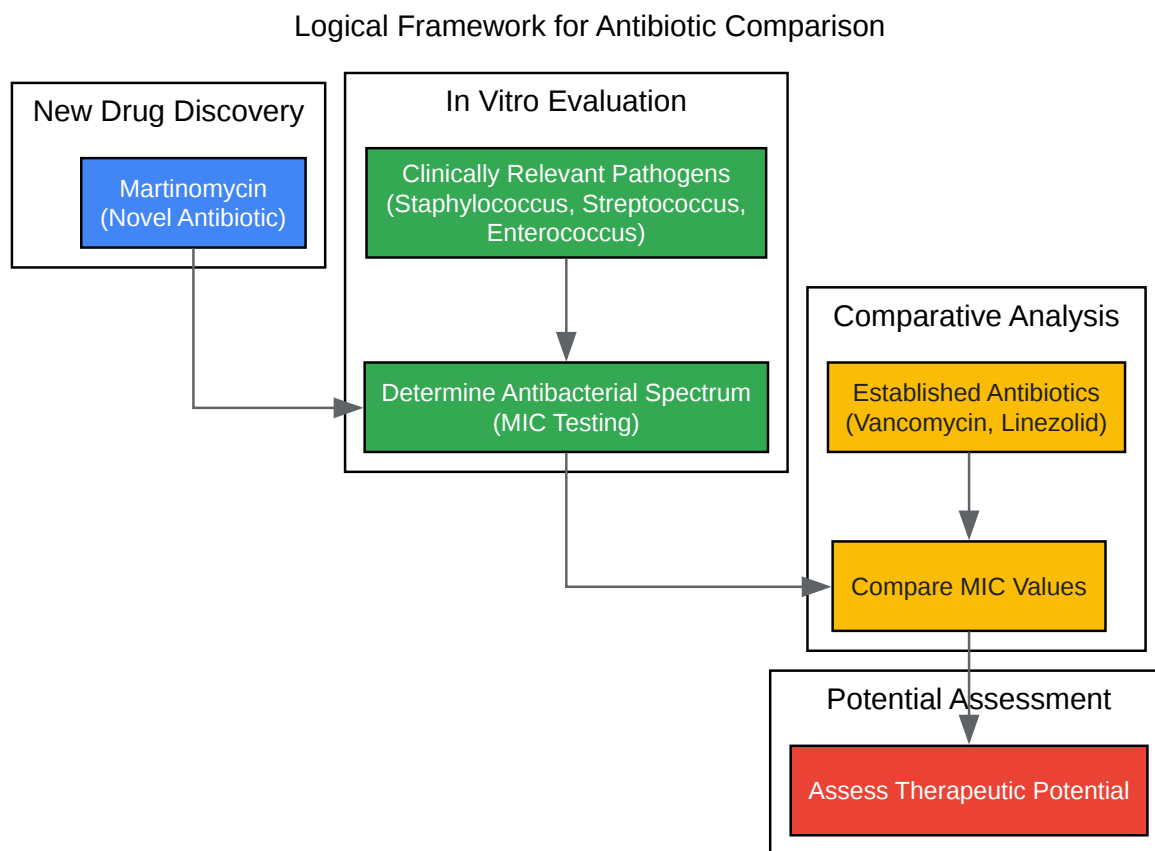 Logical Framework for Antibiotic Comparison
New Drug Discovery
Martinomycin
(Novel Antibiotic)
In Vitro Evaluation
Clinically Relevant Pathogens
(Staphylococcus, Streptococcus,
Enterococcus)
Determine Antibacterial Spectrum
(MIC Testing)
Comparative Analysis
Established Antibiotics
(Vancomycin, Linezolid)
Compare MIC Values
Potential Assessment
Assess Therapeutic Potential